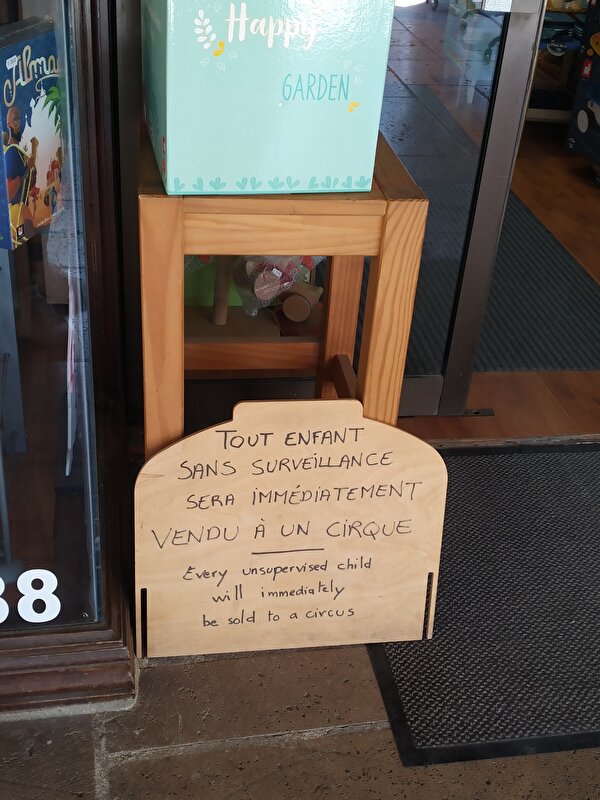 Happy
GARDEN
TOUT ENFANT
SANS SURVEILLANCE
SERA IMMÉDIATEMENT
VENDU À UN CIRQUE
Every unsupervised child
will immediately
be sold to a circus
38